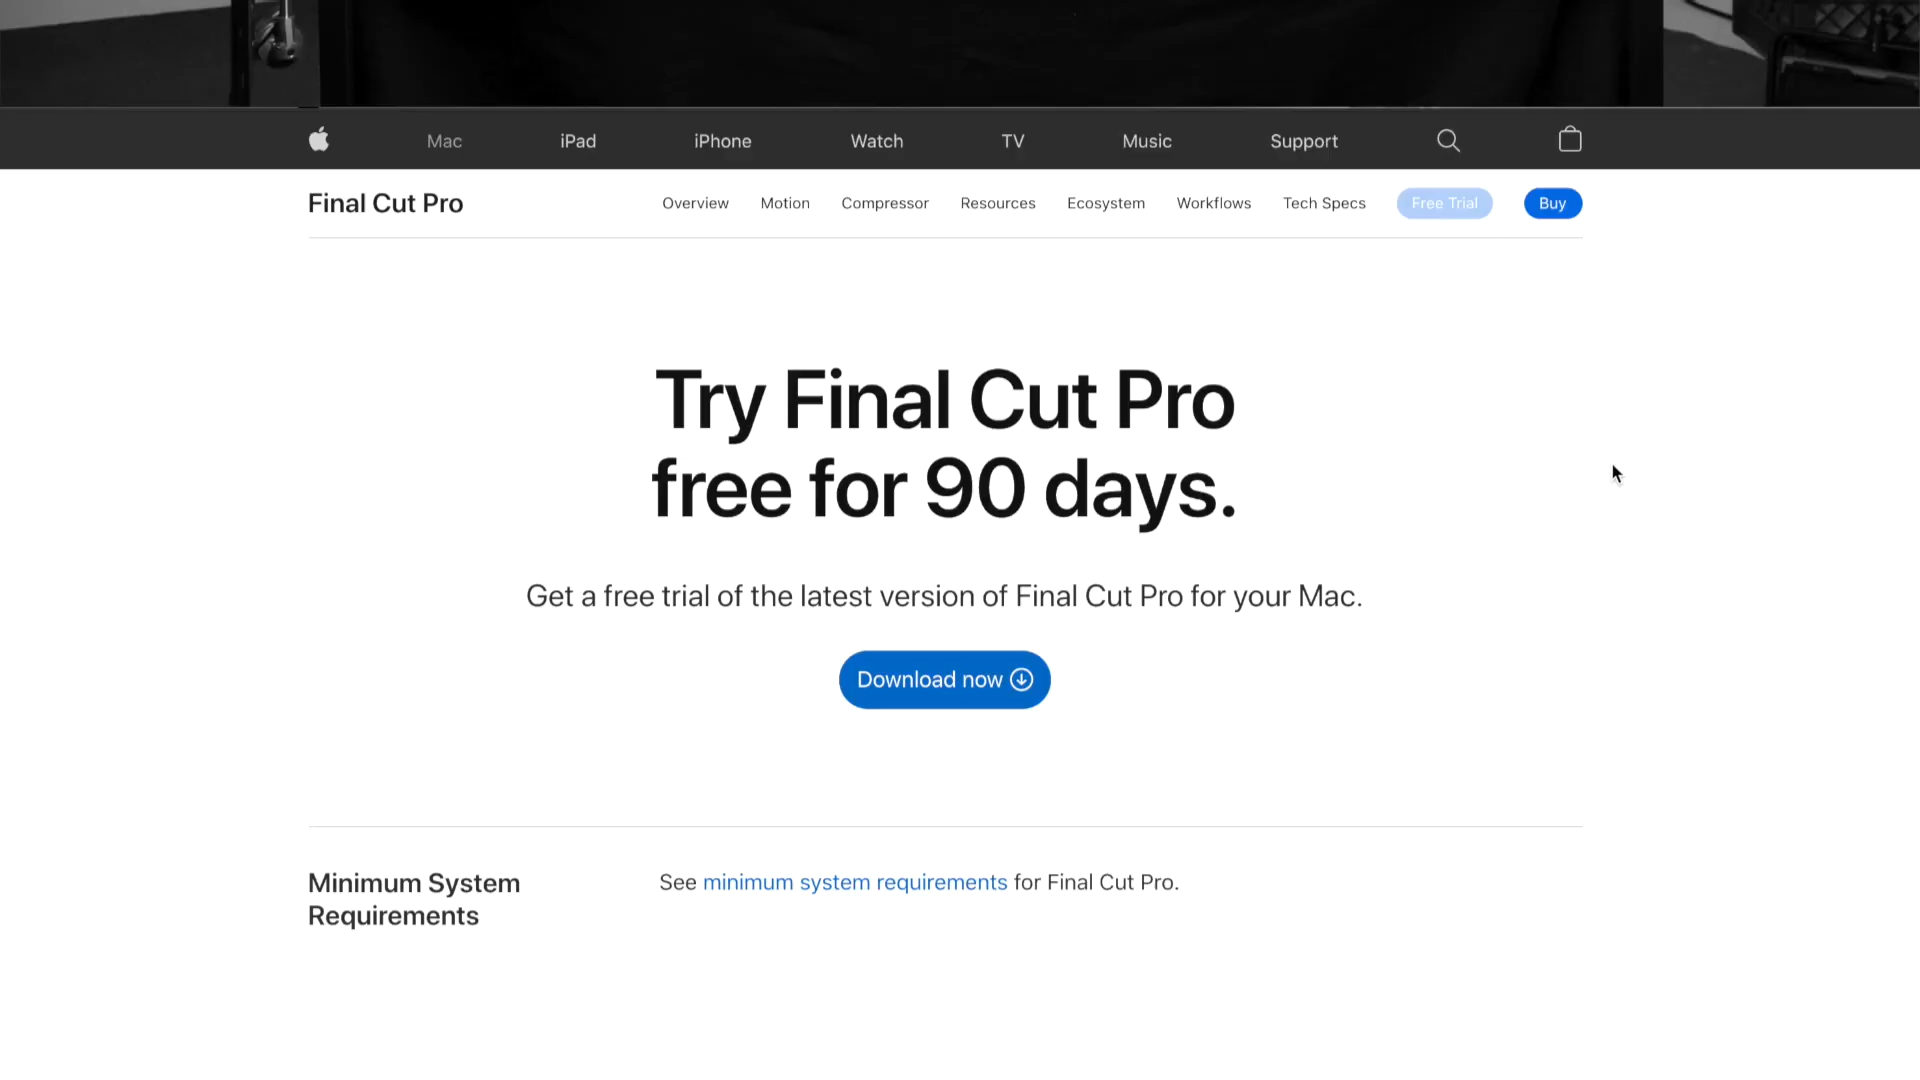 Mac iPad iPhone Watch TV Music Support
Final Cut Pro Overview Motion Compressor Resources Ecosystem Workflows Tech Specs Free Trial Buy
Try Final Cut Pro
free for 90 days.
Get a free trial of the latest version of Final Cut Pro for your Mac.
Download now
Minimum System
Requirements
See minimum system requirements for Final Cut Pro.